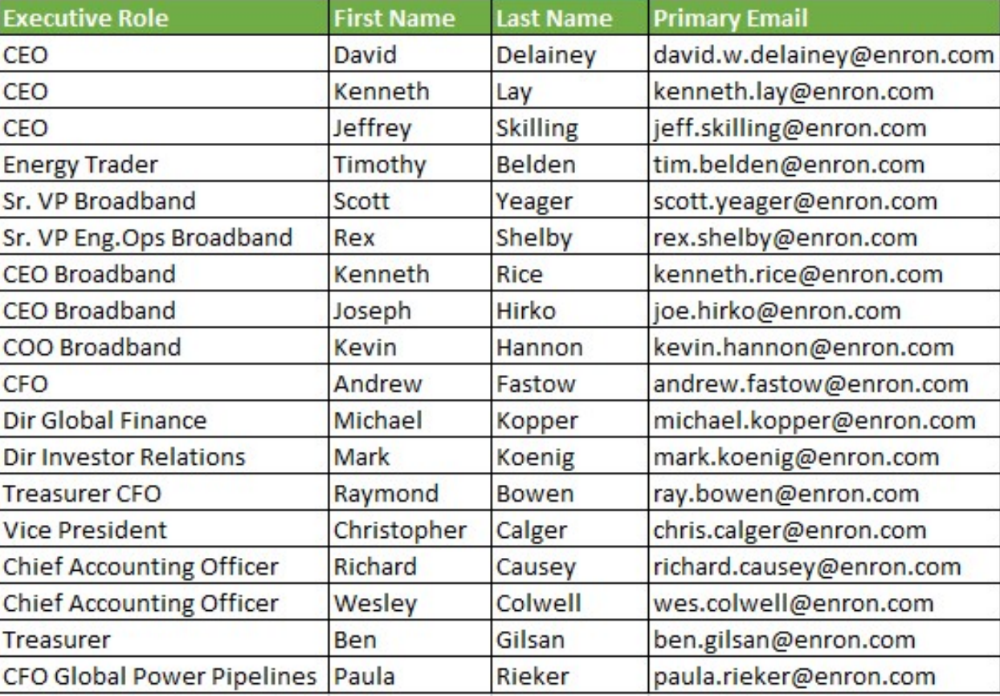 Executive Role First Name Last Name Primary Email
CEO David Delainey david.w.delainey@enron.com
CEO Kenneth Lay kenneth.lay@enron.com
CEO Jeffrey Skilling jeff.skilling@enron.com
Energy Trader Timothy Belden tim.belden@enron.com
Sr. VP Broadband Scott Yeager scott.yeager@enron.com
Sr. VP Eng.Ops Broadband Rex Shelby rex.shelby@enron.com
CEO Broadband Kenneth Rice kenneth.rice@enron.com
CEO Broadband Joseph Hirko joe.hirko@enron.com
COO Broadband Kevin Hannon kevin.hannon@enron.com
CFO Andrew Fastow andrew.fastow@enron.com
Dir Global Finance Michael Kopper michael.kopper@enron.com
Dir Investor Relations Mark Koenig mark.koenig@enron.com
Treasurer CFO Raymond Bowen ray.bowen@enron.com
Vice President Christopher Calger chris.calger@enron.com
Chief Accounting Officer Richard Causey richard.causey@enron.com
Chief Accounting Officer Wesley Colwell wes.colwell@enron.com
Treasurer Ben Gilsan ben.gilsan@enron.com
CFO Global Power Pipelines Paula Rieker paula.rieker@enron.com